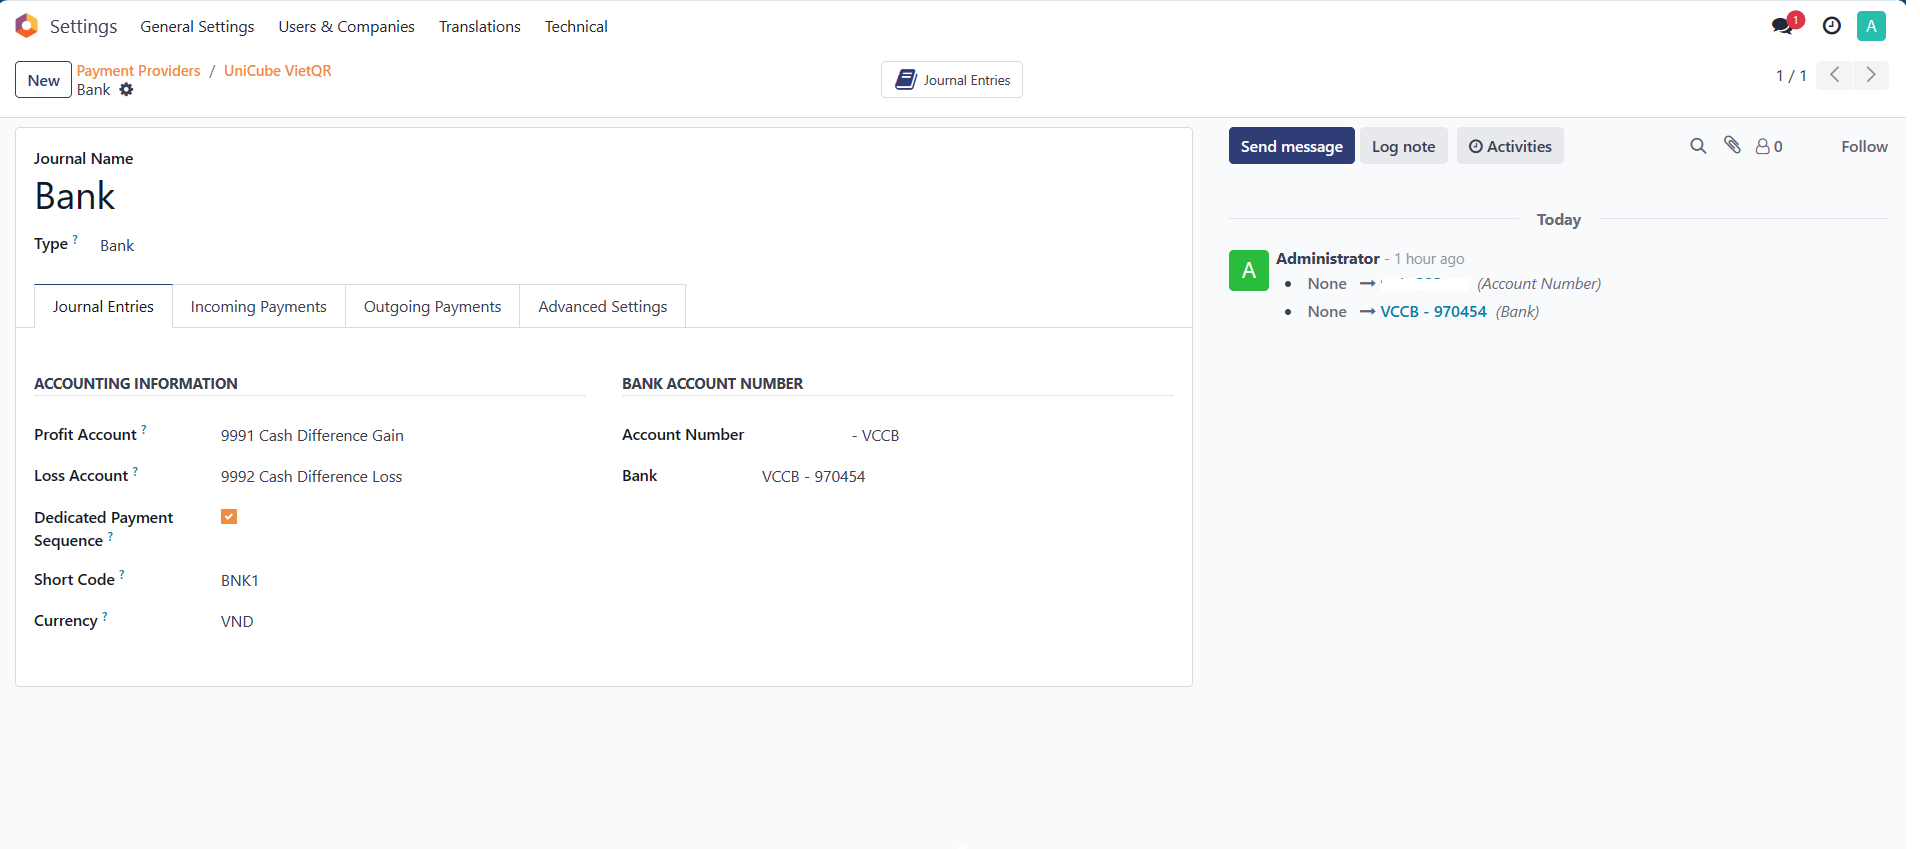 Settings General Settings Users & Companies Translations Technical 1 A
New Payment Providers / UniCube VietQR Journal Entries 1 / 1
Bank
Journal Name
Bank
Type ? Bank
Journal Entries Incoming Payments Outgoing Payments Advanced Settings
ACCOUNTING INFORMATION
Profit Account ? 9991 Cash Difference Gain
Loss Account ? 9992 Cash Difference Loss
Dedicated Payment
Sequence ?
Short Code ? BNK1
Currency ? VND
BANK ACCOUNT NUMBER
Account Number - VCCB
Bank VCCB - 970454
Send message Log note Activities 0 Follow
Today
A Administrator - 1 hour ago
None → (Account Number)
None → VCCB - 970454 (Bank)